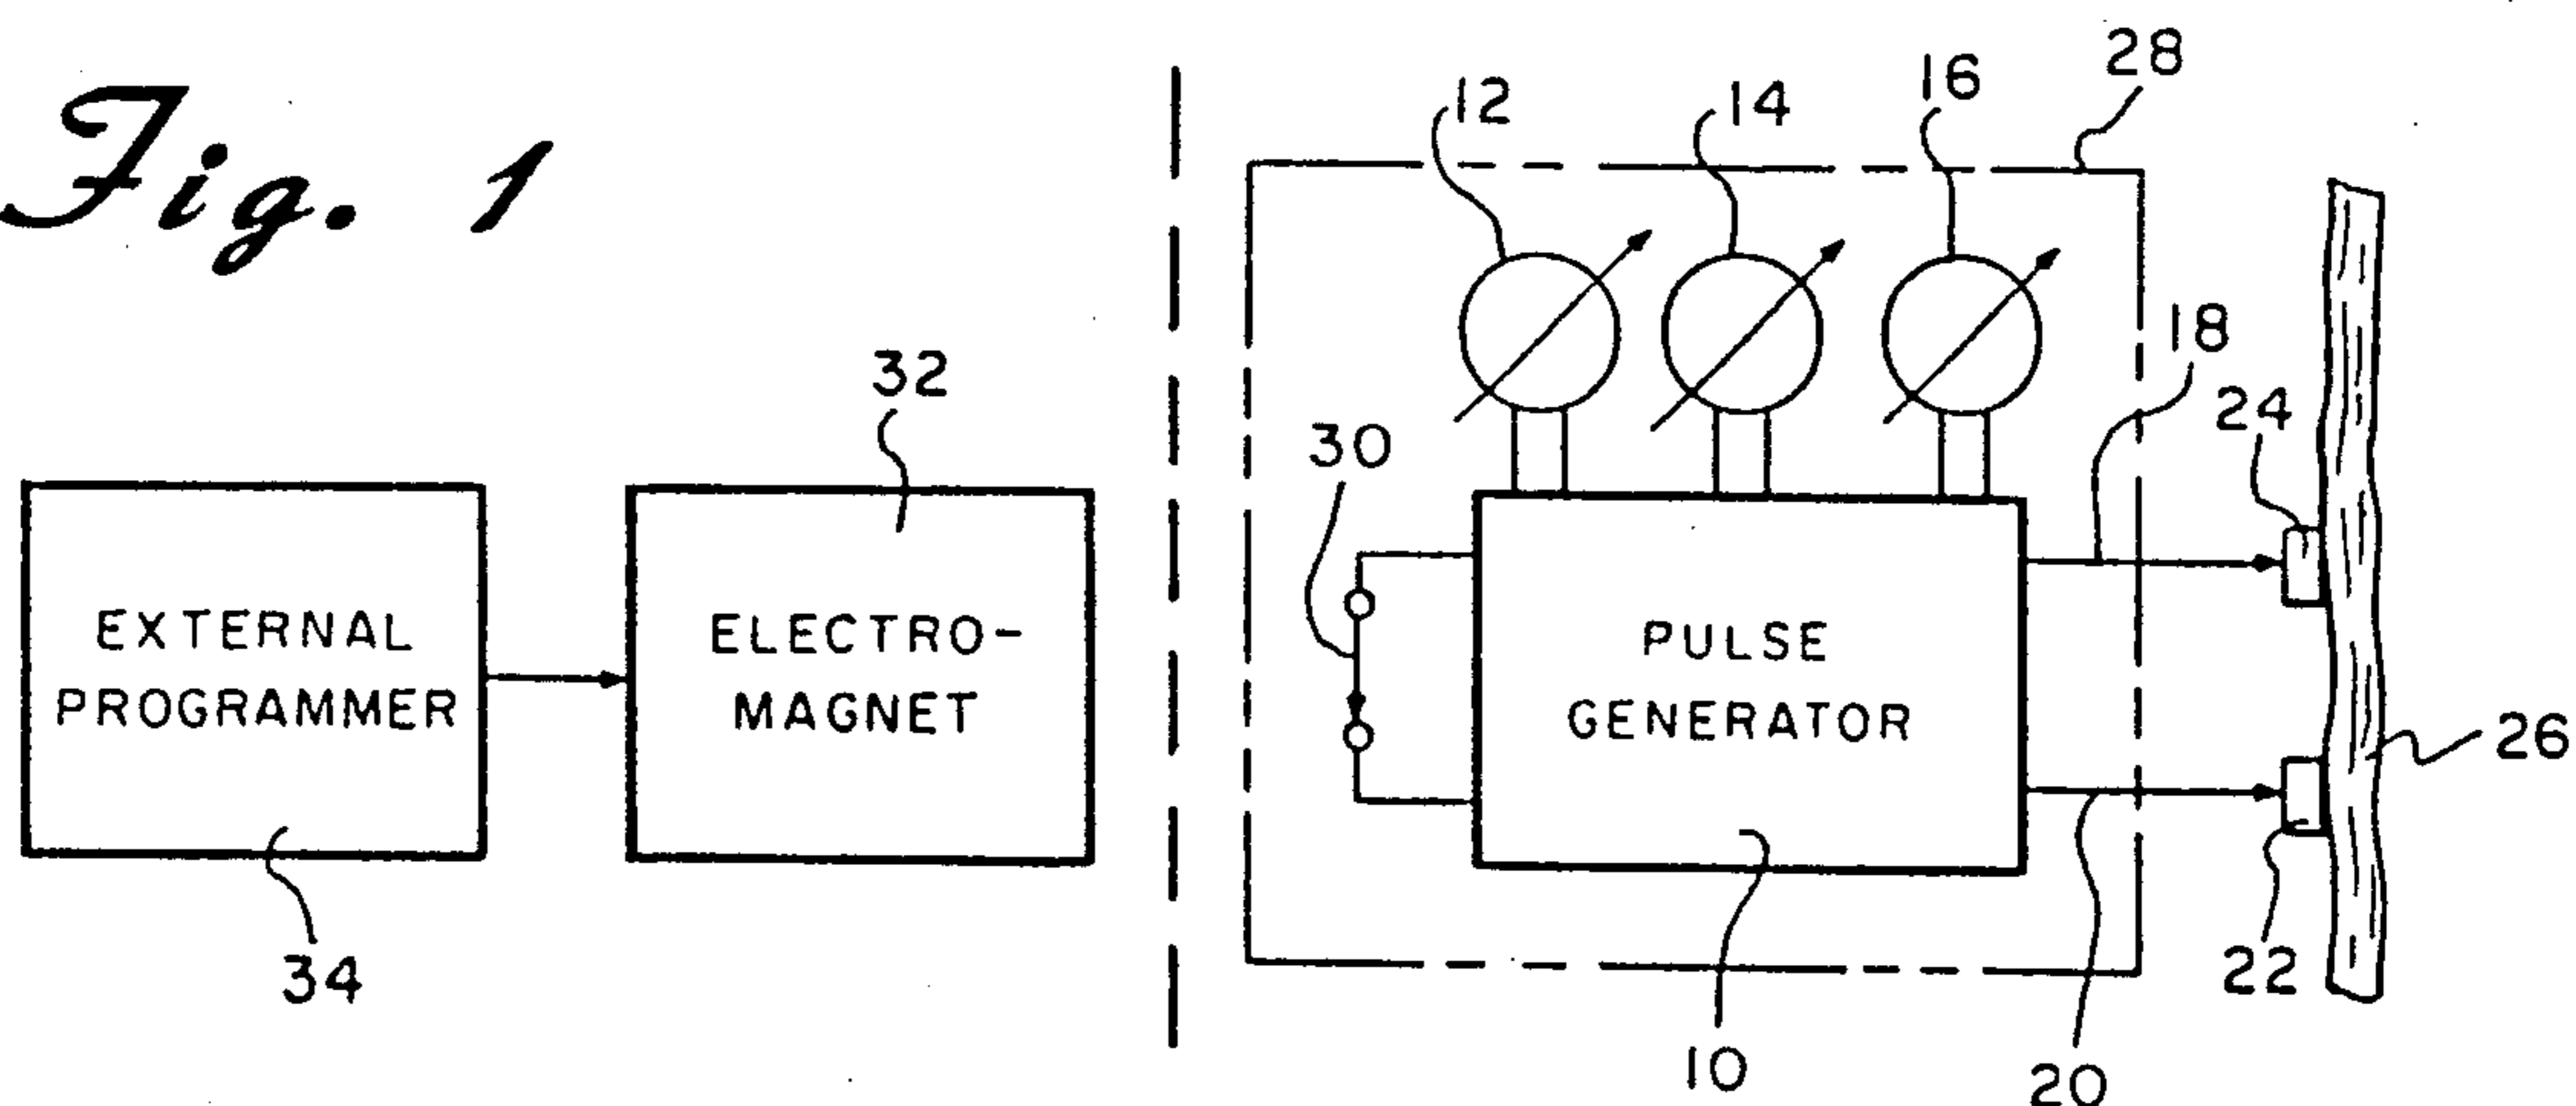 Fig. 1
28
12
14
16
18
32
24
30
EXTERNAL
PROGRAMMER
ELECTRO-
MAGNET
PULSE
GENERATOR
26
34
22
10
20